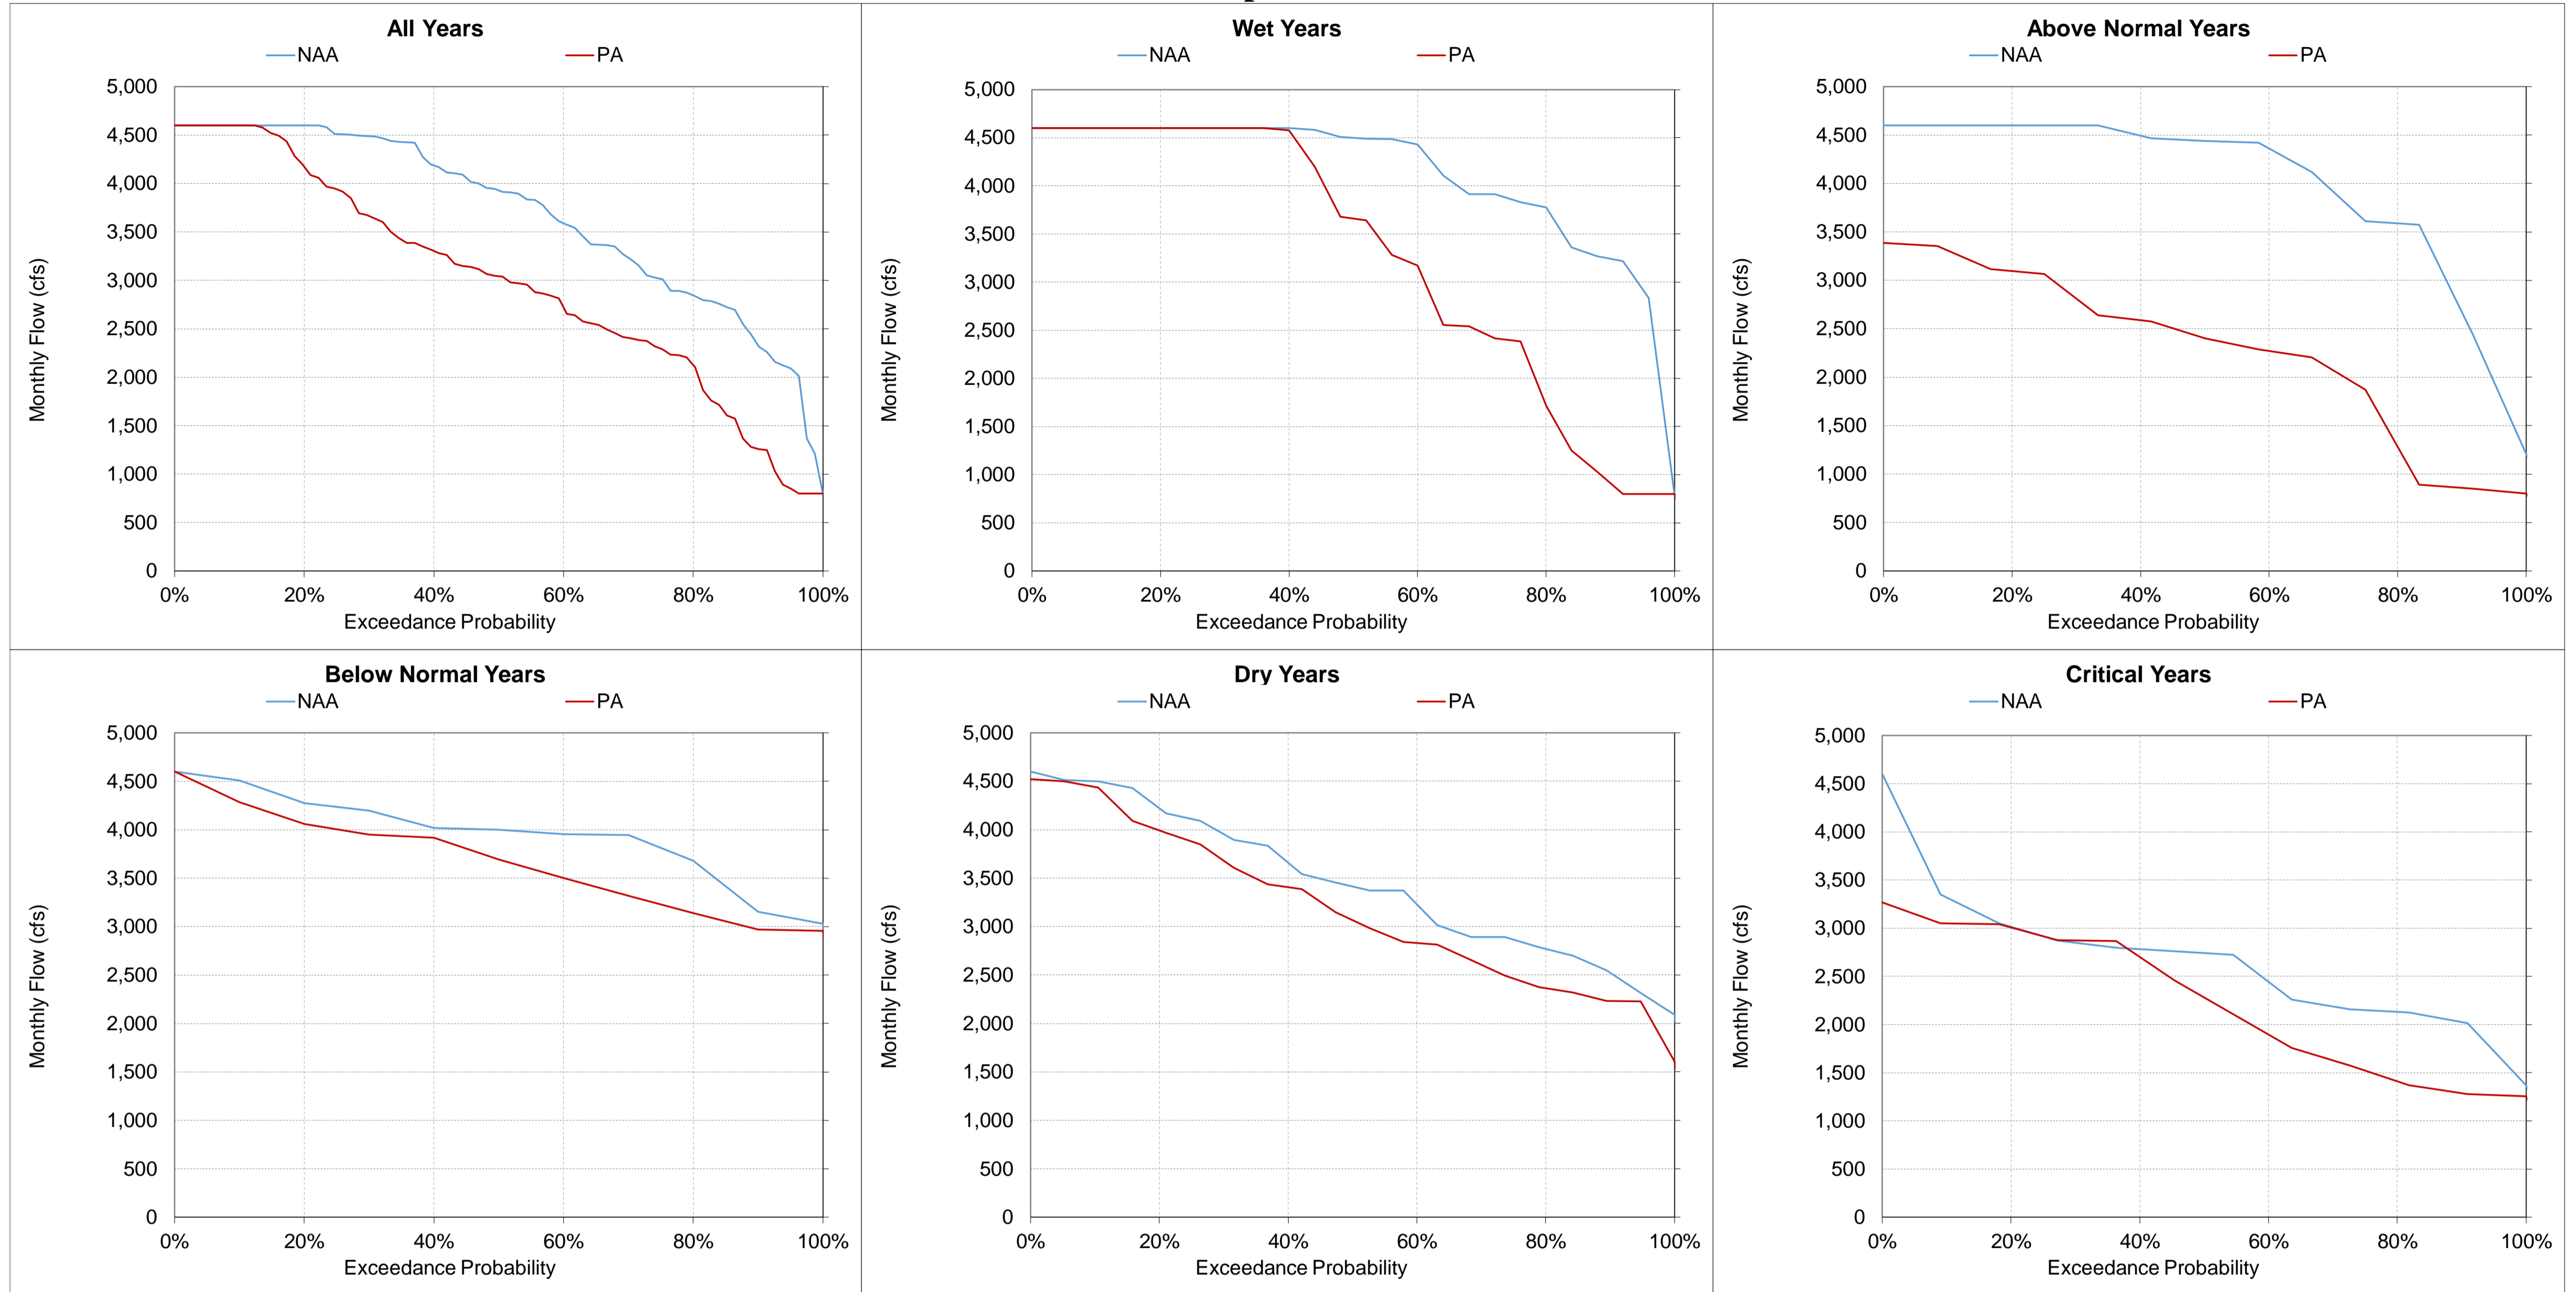 All Years
NAA PA
5,000
4,500
4,000
3,500
3,000
2,500
2,000
1,500
1,000
500
0
Monthly Flow (cfs)
0% 20% 40% 60% 80% 100%
Exceedance Probability
Wet Years
NAA PA
5,000
4,500
4,000
3,500
3,000
2,500
2,000
1,500
1,000
500
0
Monthly Flow (cfs)
0% 20% 40% 60% 80% 100%
Exceedance Probability
Above Normal Years
NAA PA
5,000
4,500
4,000
3,500
3,000
2,500
2,000
1,500
1,000
500
0
Monthly Flow (cfs)
0% 20% 40% 60% 80% 100%
Exceedance Probability
Below Normal Years
NAA PA
5,000
4,500
4,000
3,500
3,000
2,500
2,000
1,500
1,000
500
0
Monthly Flow (cfs)
0% 20% 40% 60% 80% 100%
Exceedance Probability
Dry Years
NAA PA
5,000
4,500
4,000
3,500
3,000
2,500
2,000
1,500
1,000
500
0
Monthly Flow (cfs)
0% 20% 40% 60% 80% 100%
Exceedance Probability
Critical Years
NAA PA
5,000
4,500
4,000
3,500
3,000
2,500
2,000
1,500
1,000
500
0
Monthly Flow (cfs)
0% 20% 40% 60% 80% 100%
Exceedance Probability